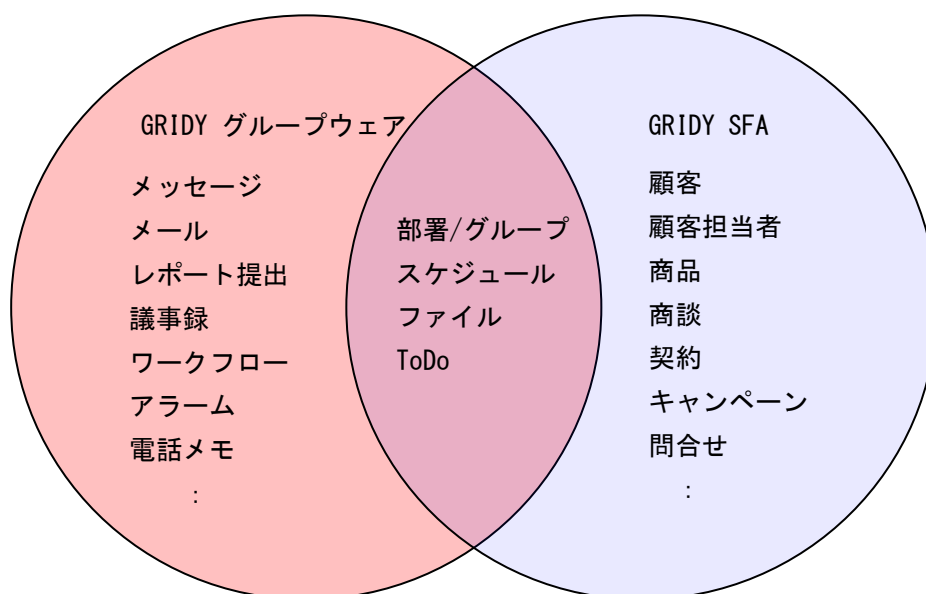 GRIDY グループウェア
メッセージ
メール
レポート提出
議事録
ワークフロー
アラーム
電話メモ
:
部署/グループ
スケジュール
ファイル
ToDo
GRIDY SFA
顧客
顧客担当者
商品
商談
契約
キャンペーン
問合せ
: